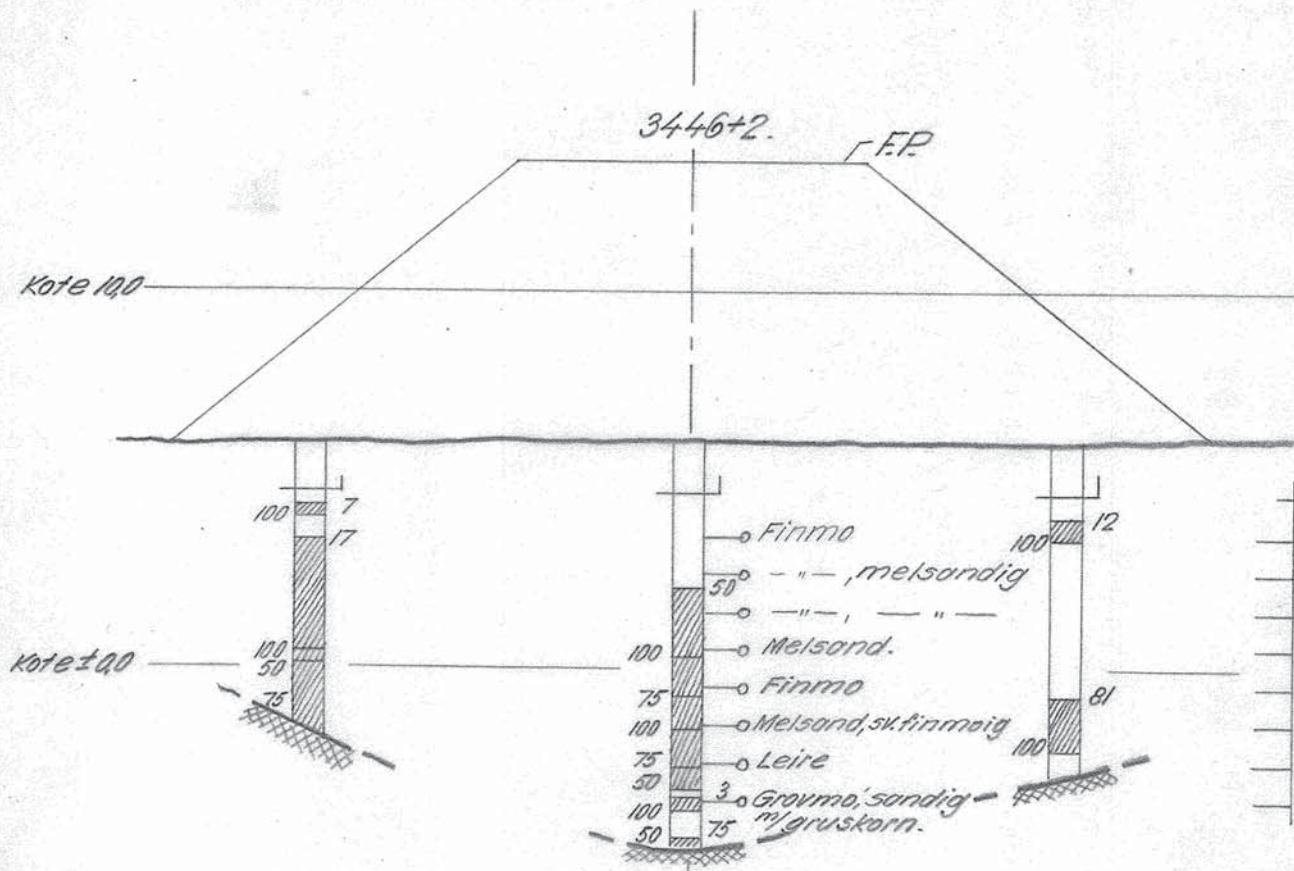 3446+2.
F.P.
Kote 10,0
7
100
17
100
50
75
Kote ±0,0
Finmo
- " -, melsandig
50
- " -, - " -
Melsand.
100
Finmo
75
Melsand, sv. finmoig
100
Leire
75
50
3
Grovmo, sandig
m/gruskorn.
100
50
75
12
100
81
100